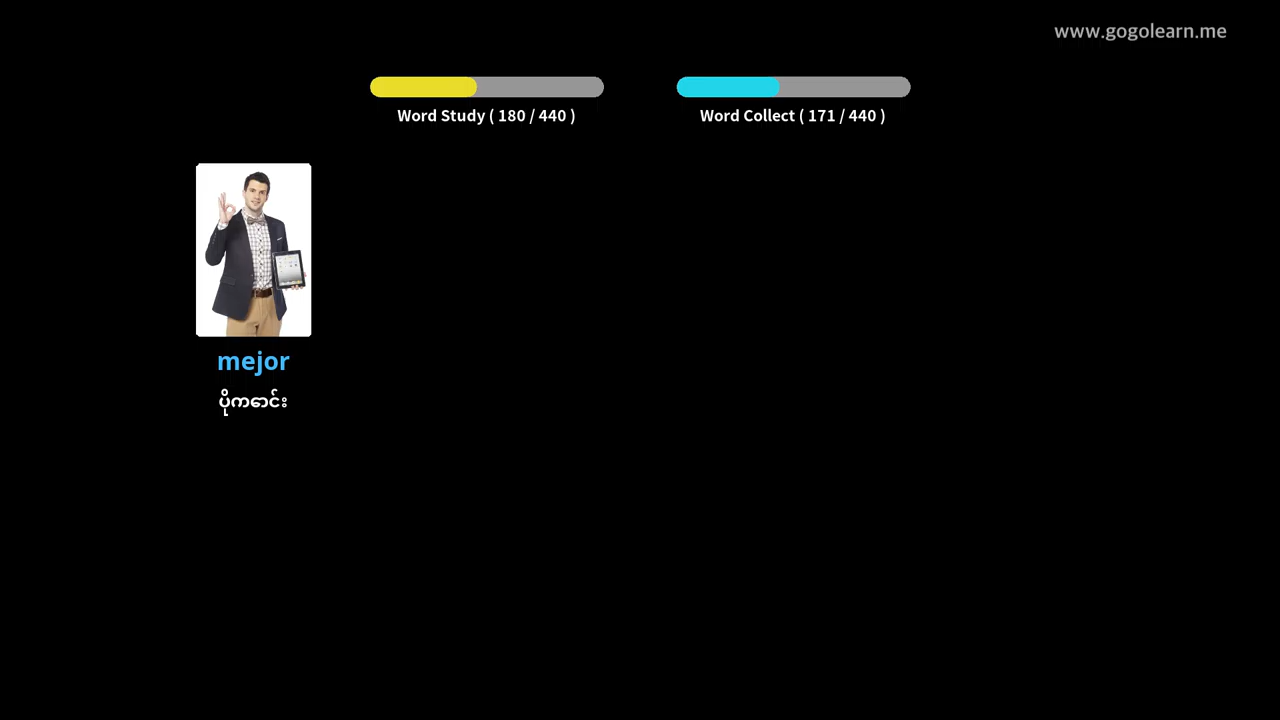 www.gogolearn.me
Word Study ( 180 / 440 )
Word Collect ( 171 / 440 )
mejor
ပိုကောင်း